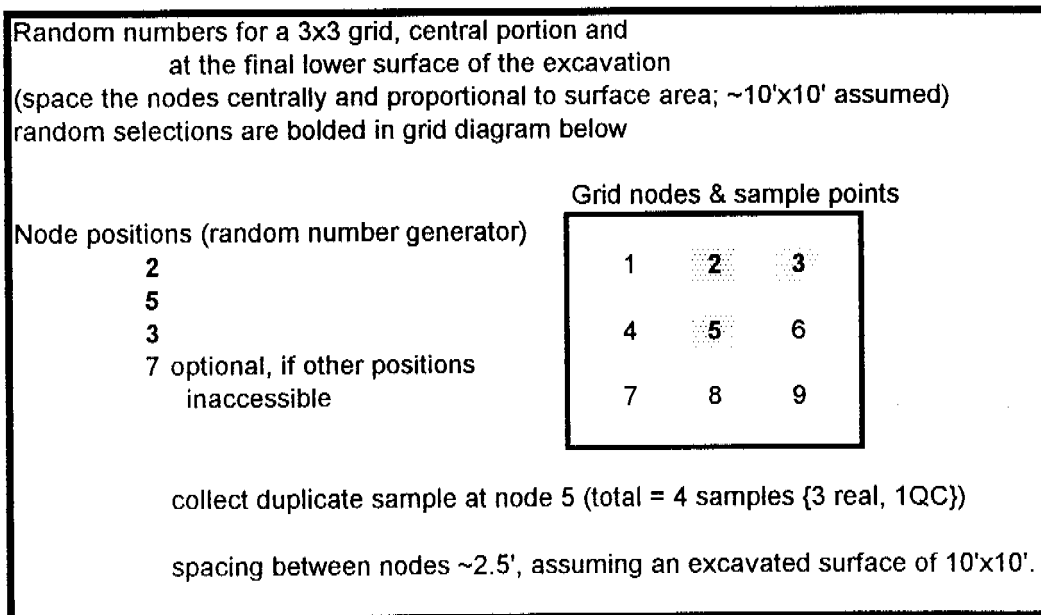 Random numbers for a 3x3 grid, central portion and
at the final lower surface of the excavation
(space the nodes centrally and proportional to surface area; ~10'x10' assumed)
random selections are bolded in grid diagram below
Node positions (random number generator)
2
5
3
7 optional, if other positions
inaccessible
Grid nodes & sample points
1 2 3
4 5 6
7 8 9
collect duplicate sample at node 5 (total = 4 samples {3 real, 1QC})
spacing between nodes ~2.5', assuming an excavated surface of 10'x10'.